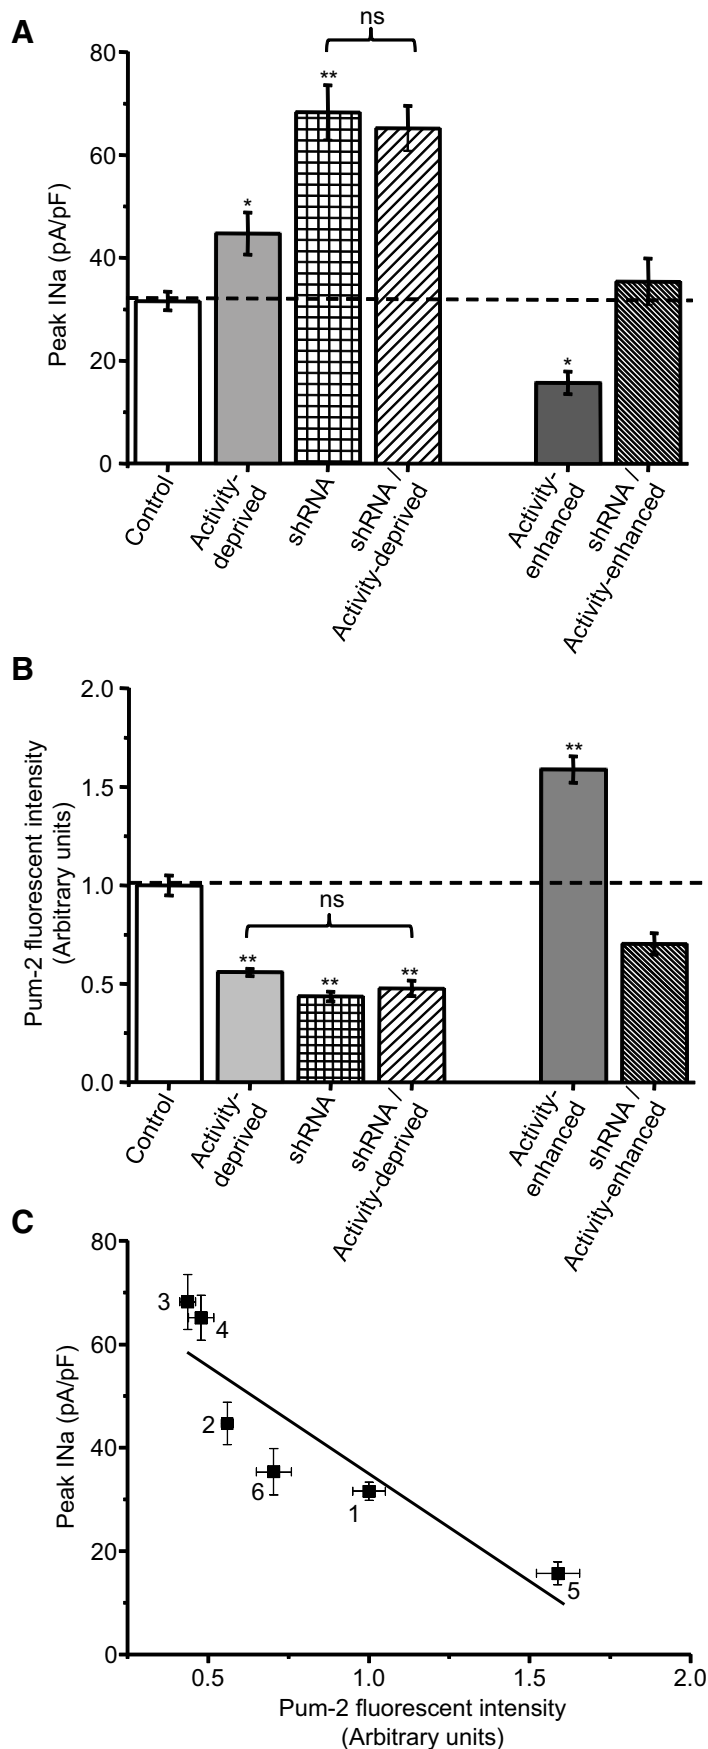 A
ns
80
60
40
20
0
Peak INa (pA/pF)
*
**
*
Control
Activity-
deprived
shRNA
shRNA /
Activity-deprived
Activity-
enhanced
shRNA /
Activity-enhanced
B
2.0
1.5
1.0
0.5
0.0
Pum-2 fluorescent intensity
(Arbitrary units)
**
ns
**
**
**
Control
Activity-
deprived
shRNA
shRNA /
Activity-deprived
Activity-
enhanced
shRNA /
Activity-enhanced
C
80
60
40
20
0
Peak INa (pA/pF)
3
4
2
6
1
5
0.5 1.0 1.5 2.0
Pum-2 fluorescent intensity
(Arbitrary units)